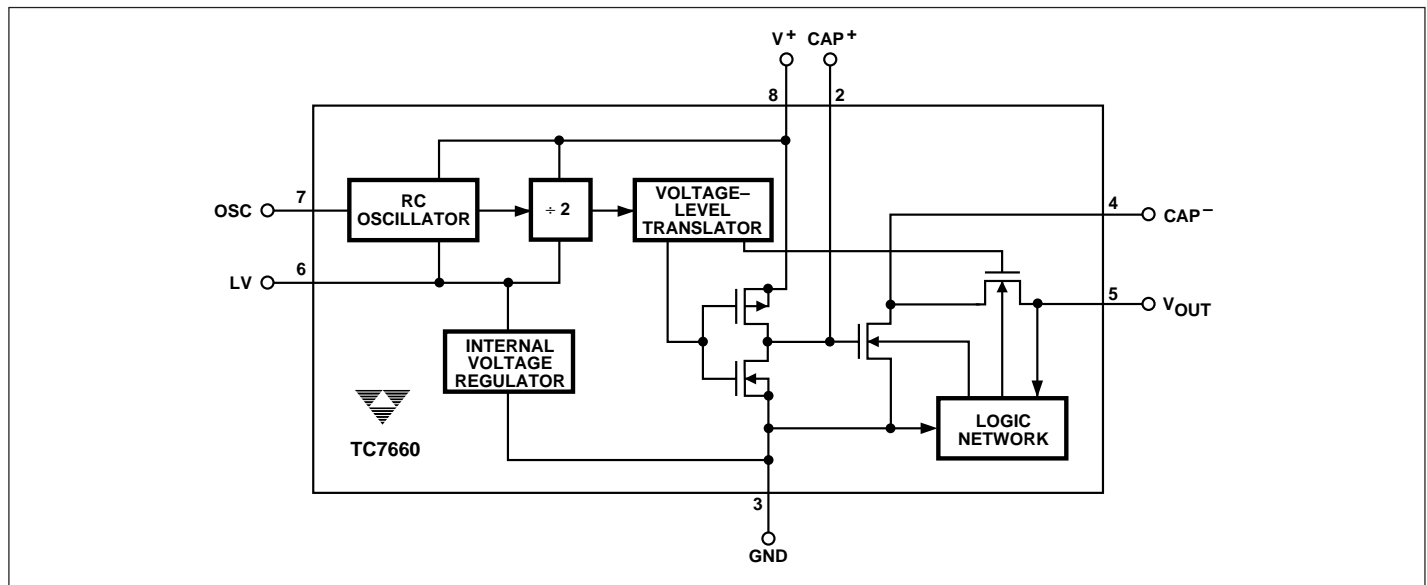 V+ CAP+
8 2
OSC 7
RC
OSCILLATOR
÷ 2
VOLTAGE–
LEVEL
TRANSLATOR
4 CAP–
LV 6
5 VOUT
INTERNAL
VOLTAGE
REGULATOR
LOGIC
NETWORK
TC7660
3
GND